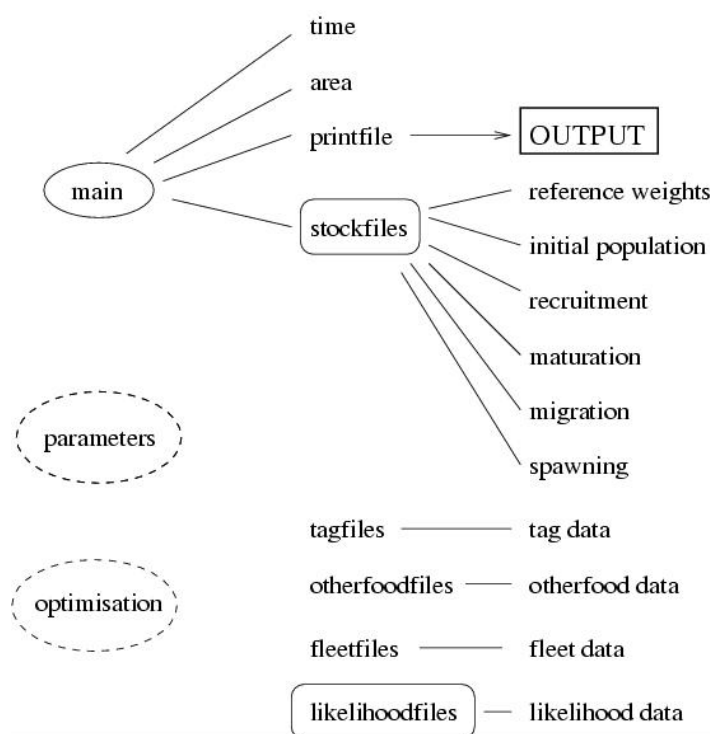 time
area
printfile
OUTPUT
main
stockfiles
reference weights
initial population
recruitment
maturation
migration
spawning
parameters
tagfiles
tag data
optimisation
otherfoodfiles
otherfood data
fleetfiles
fleet data
likelihoodfiles
likelihood data